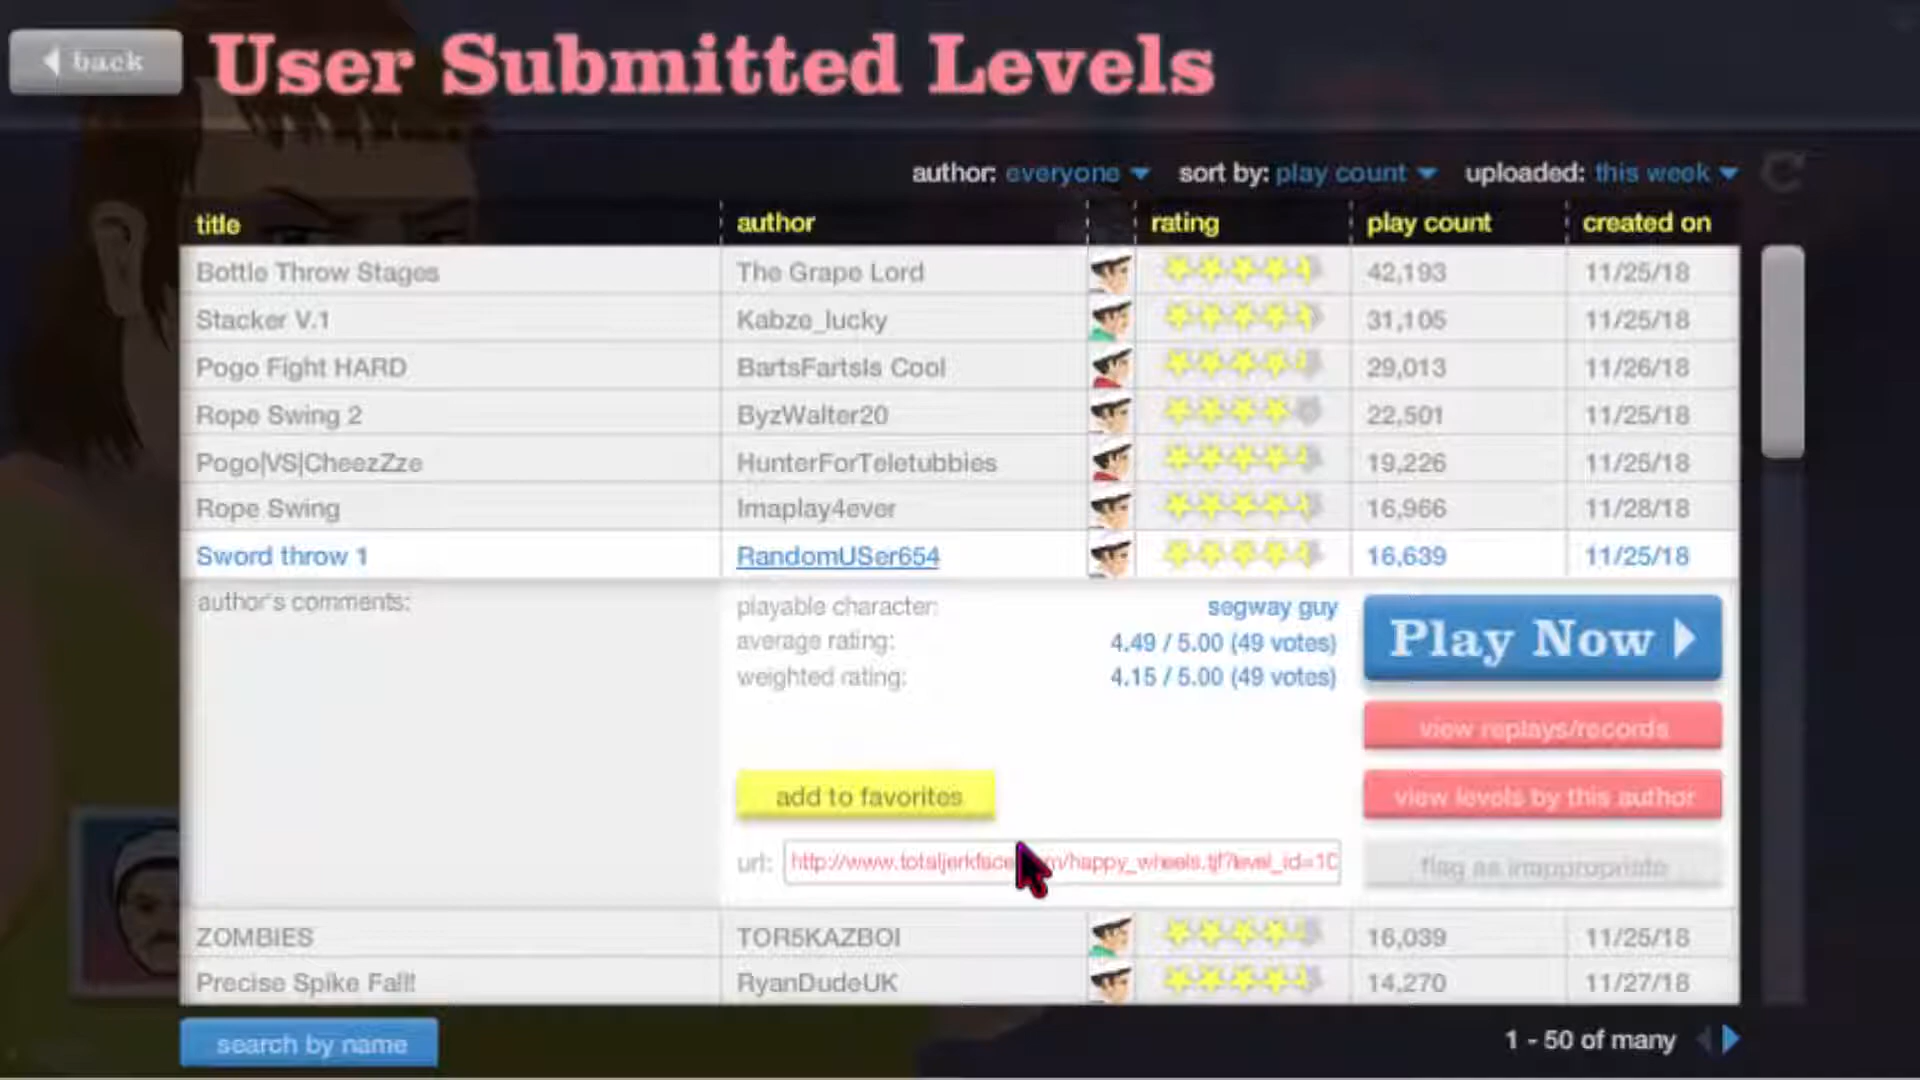 back
User Submitted Levels
author: everyone sort by: play count uploaded: this week
title author rating play count created on
Bottle Throw Stages The Grape Lord 42,193 11/25/18
Stacker V.1 Kabze_lucky 31,105 11/25/18
Pogo Fight HARD BartsFartsIs Cool 29,013 11/26/18
Rope Swing 2 ByzWalter20 22,501 11/25/18
Pogo|VS|CheezZze HunterForTeletubbies 19,226 11/25/18
Rope Swing Imaplay4ever 16,966 11/28/18
Sword throw 1 RandomUSer654 16,639 11/25/18
author's comments:
playable character: segway guy
average rating: 4.49 / 5.00 (49 votes)
weighted rating: 4.15 / 5.00 (49 votes)
Play Now
view replays/records
add to favorites
view levels by this author
url:
flag as inappropriate
ZOMBIES TOR5KAZBOI 16,039 11/25/18
Precise Spike Fall! RyanDudeUK 14,270 11/27/18
search by name
1 - 50 of many